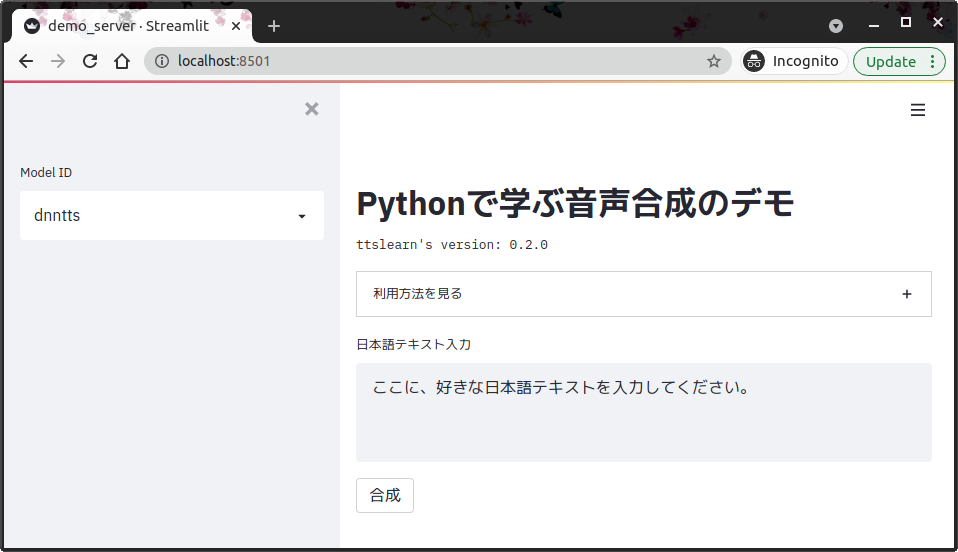 demo_server · Streamlit
localhost:8501
Incognito
Update
Model ID
dnntts
Pythonで学ぶ音声合成のデモ
ttslearn's version: 0.2.0
利用方法を見る
日本語テキスト入力
ここに、好きな日本語テキストを入力してください。
合成